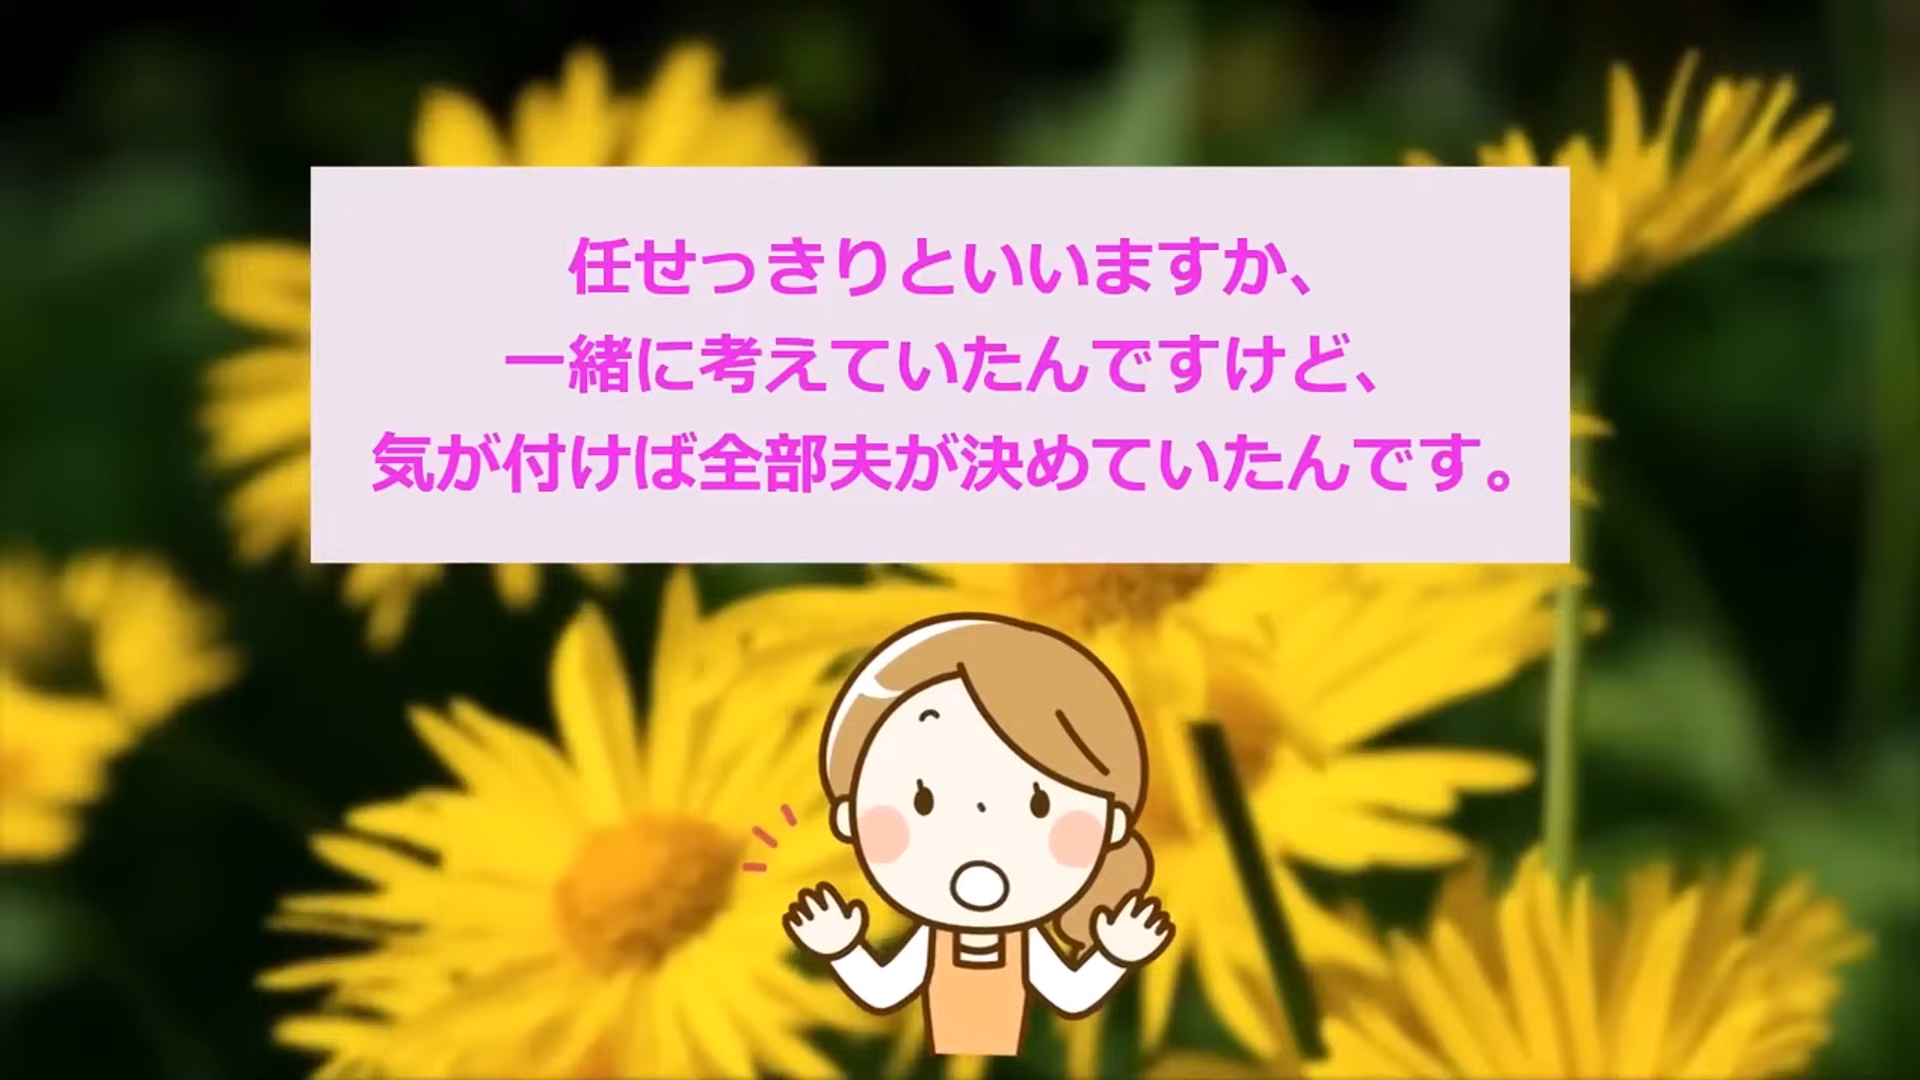 任せっきりといいますか、
一緒に考えていたんですけど、
気が付けば全部夫が決めていたんです。